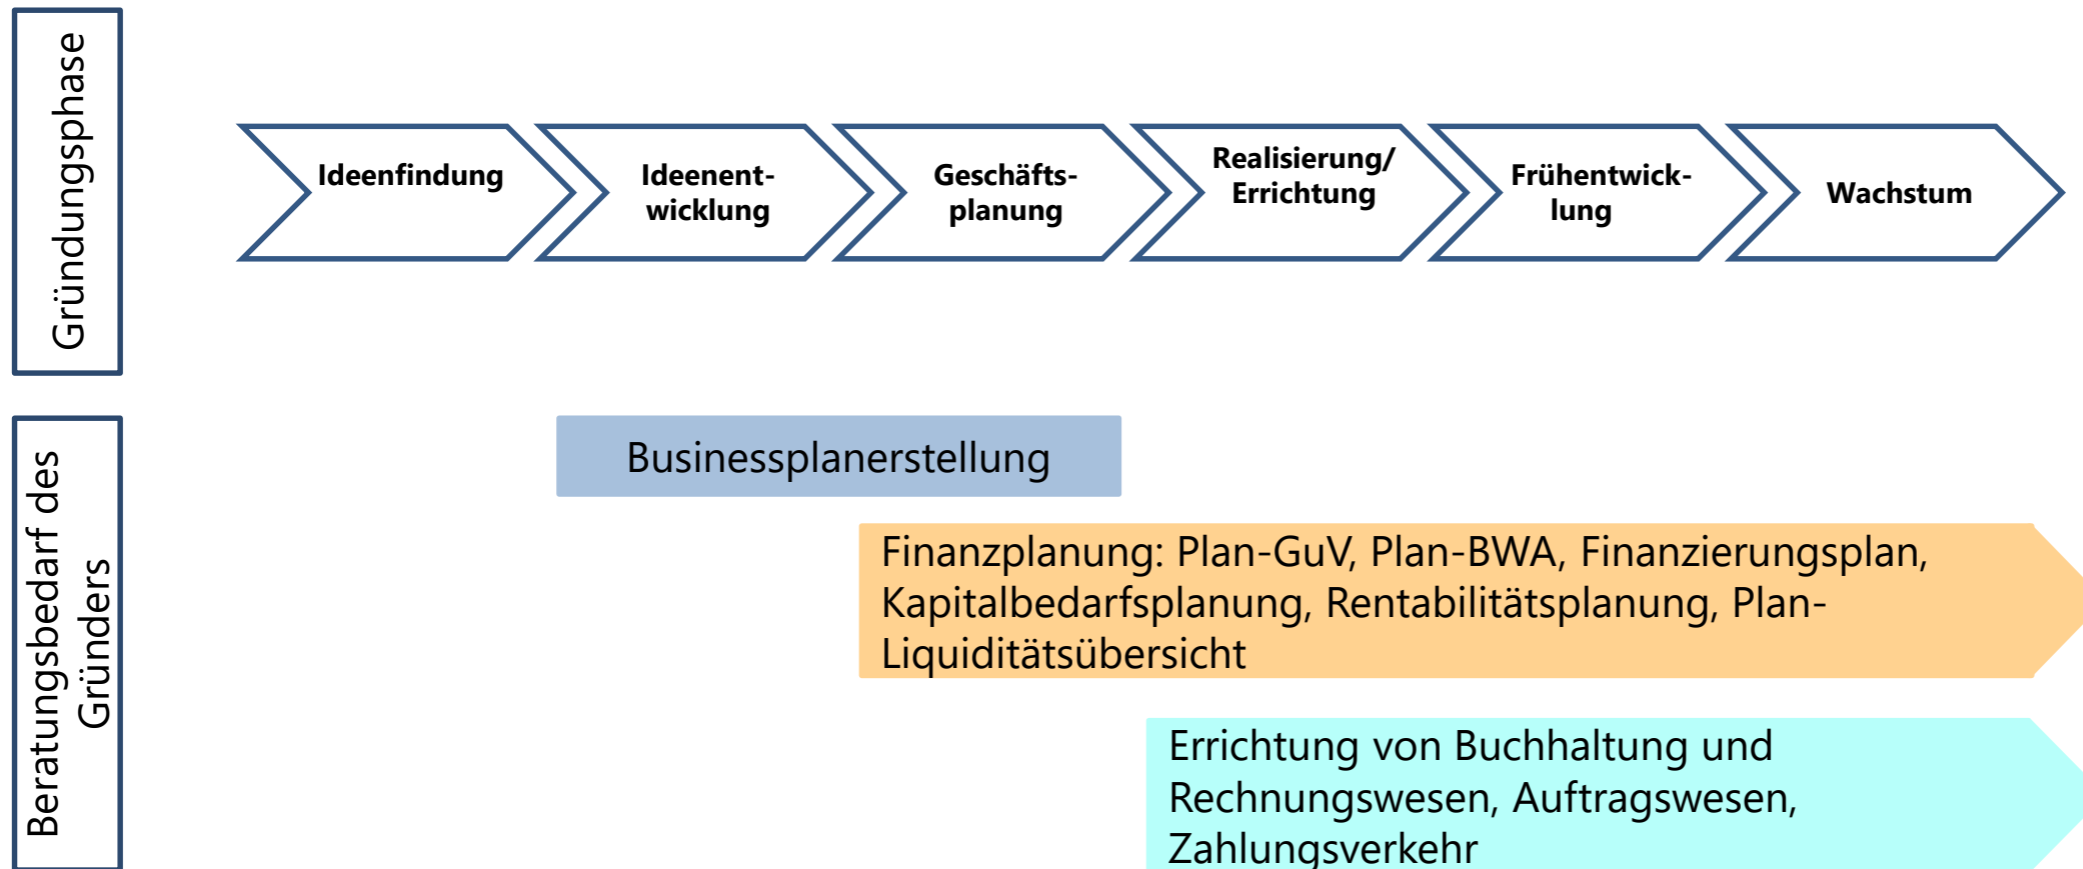 Gründungsphase
Ideenfindung
Ideenent-
wicklung
Geschäfts-
planung
Realisierung/
Errichtung
Frühentwick-
lung
Wachstum
Beratungsbedarf des
Gründers
Businessplanerstellung
Finanzplanung: Plan-GuV, Plan-BWA, Finanzierungsplan,
Kapitalbedarfsplanung, Rentabilitätsplanung, Plan-
Liquiditätsübersicht
Errichtung von Buchhaltung und
Rechnungswesen, Auftragswesen,
Zahlungsverkehr